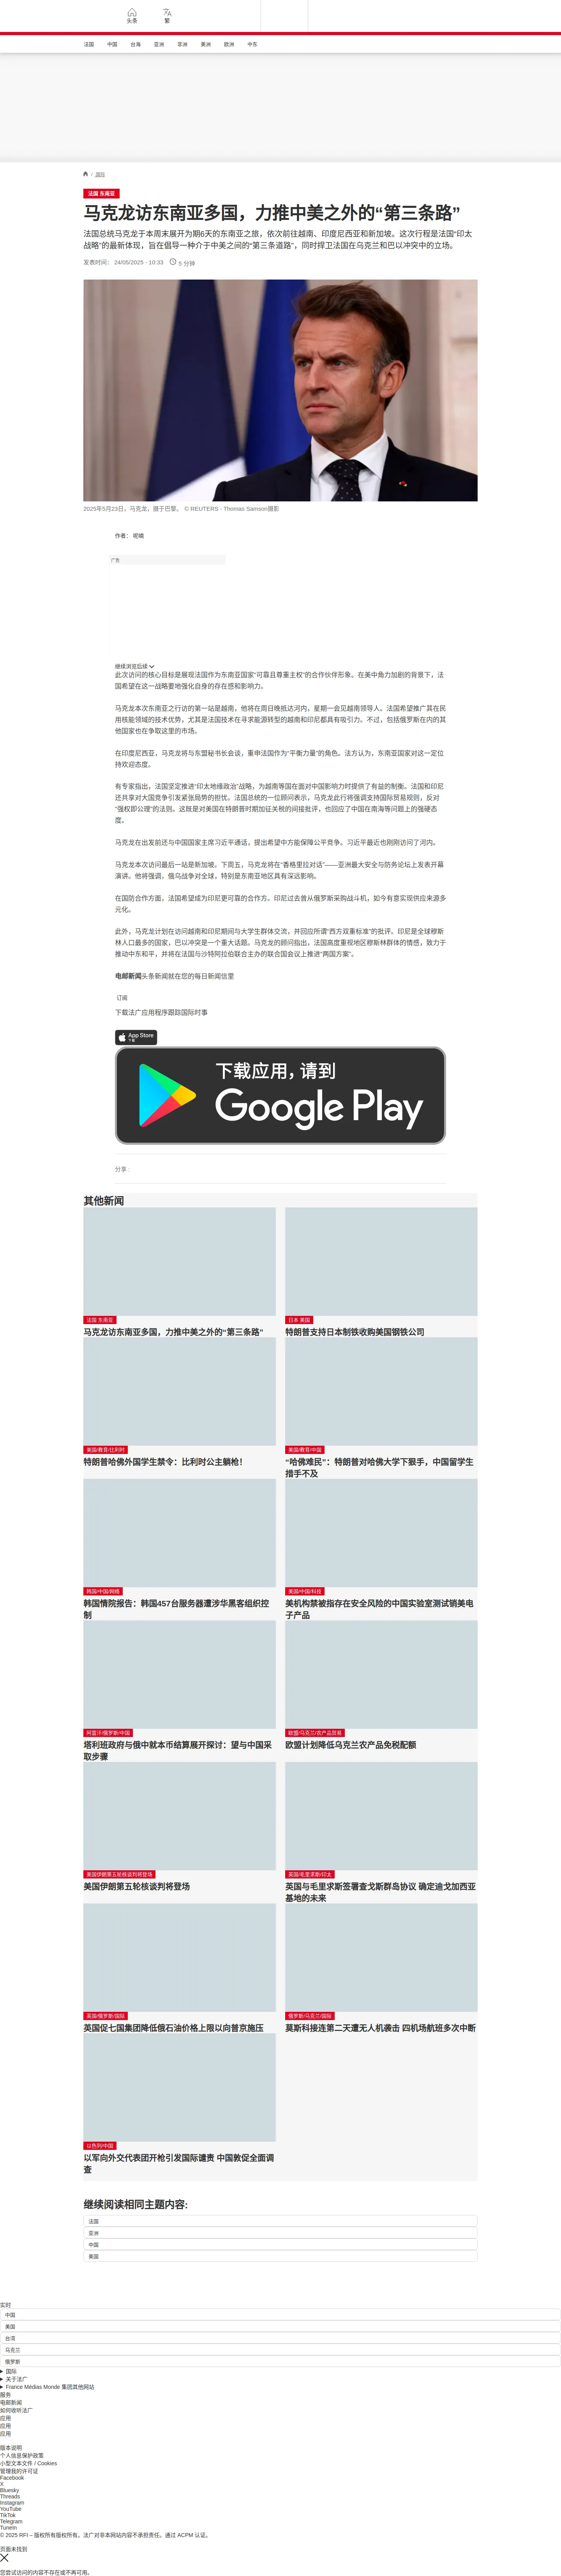 头条
繁
法国 中国 台海 亚洲 非洲 美洲 欧洲 中东
/ 国际
法国 东南亚
马克龙访东南亚多国，力推中美之外的“第三条路”
法国总统马克龙于本周末展开为期6天的东南亚之旅，依次前往越南、印度尼西亚和新加坡。这次行程是法国“印太
战略”的最新体现，旨在倡导一种介于中美之间的“第三条道路”，同时捍卫法国在乌克兰和巴以冲突中的立场。
发表时间： 24/05/2025 - 10:33 5 分钟
2025年5月23日，马克龙，摄于巴黎。 © REUTERS - Thomas Samson摄影
作者： 呢喃
广告
继续浏览后续
此次访问的核心目标是展现法国作为东南亚国家“可靠且尊重主权”的合作伙伴形象。在美中角力加剧的背景下，法
国希望在这一战略要地强化自身的存在感和影响力。
马克龙本次东南亚之行访的第一站是越南，他将在周日晚抵达河内，星期一会见越南领导人。法国希望推广其在民
用核能领域的技术优势，尤其是法国技术在寻求能源转型的越南和印尼都具有吸引力。不过，包括俄罗斯在内的其
他国家也在争取这里的市场。
在印度尼西亚，马克龙将与东盟秘书长会谈，重申法国作为“平衡力量”的角色。法方认为，东南亚国家对这一定位
持欢迎态度。
有专家指出，法国坚定推进“印太地缘政治”战略，为越南等国在面对中国影响力时提供了有益的制衡。法国和印尼
还共享对大国竞争引发紧张局势的担忧。法国总统的一位顾问表示，马克龙此行将强调支持国际贸易规则，反对
“强权即公理”的法则。这既是对美国在特朗普时期加征关税的间接批评，也回应了中国在南海等问题上的强硬态
度。
马克龙在出发前还与中国国家主席习近平通话，提出希望中方能保障公平竞争。习近平最近也刚刚访问了河内。
马克龙本次访问最后一站是新加坡。下周五，马克龙将在“香格里拉对话”——亚洲最大安全与防务论坛上发表开幕
演讲。他将强调，俄乌战争对全球，特别是东南亚地区具有深远影响。
在国防合作方面，法国希望成为印尼更可靠的合作方。印尼过去曾从俄罗斯采购战斗机，如今有意实现供应来源多
元化。
此外，马克龙计划在访问越南和印尼期间与大学生群体交流，并回应所谓“西方双重标准”的批评。印尼是全球穆斯
林人口最多的国家，巴以冲突是一个重大话题。马克龙的顾问指出，法国高度重视地区穆斯林群体的情感，致力于
推动中东和平，并将在法国与沙特阿拉伯联合主办的联合国会议上推进“两国方案”。
电邮新闻头条新闻就在您的每日新闻信里
订阅
下载法广应用程序跟踪国际时事
App Store
下载
下载应用，请到
Google Play
分享 :
其他新闻
法国 东南亚
马克龙访东南亚多国，力推中美之外的“第三条路”
日本 美国
特朗普支持日本制铁收购美国钢铁公司
美国/教育/比利时
特朗普哈佛外国学生禁令：比利时公主躺枪！
美国/教育/中国
“哈佛难民”：特朗普对哈佛大学下狠手，中国留学生
措手不及
韩国/中国/网络
韩国情院报告：韩国457台服务器遭涉华黑客组织控
制
美国/中国/科技
美机构禁被指存在安全风险的中国实验室测试销美电
子产品
阿富汗/俄罗斯/中国
塔利班政府与俄中就本币结算展开探讨：望与中国采
取步骤
欧盟/乌克兰/农产品贸易
欧盟计划降低乌克兰农产品免税配额
美国伊朗第五轮核谈判将登场
美国伊朗第五轮核谈判将登场
英国/毛里求斯/印太
英国与毛里求斯签署查戈斯群岛协议 确定迪戈加西亚
基地的未来
英国/俄罗斯/国际
英国促七国集团降低俄石油价格上限以向普京施压
俄罗斯/乌克兰/国际
莫斯科接连第二天遭无人机袭击 四机场航班多次中断
以色列/中国
以军向外交代表团开枪引发国际谴责 中国敦促全面调
查
继续阅读相同主题内容:
法国
亚洲
中国
美国
实时
中国
美国
台湾
乌克兰
俄罗斯
国际
关于法广
France Médias Monde 集团其他网站
服务
电邮新闻
如何收听法广
应用
应用
应用
版本说明
个人信息保护政策
小型文本文件 / Cookies
管理我的许可证
Facebook
X
Bluesky
Threads
Instagram
YouTube
TikTok
Telegram
TuneIn
© 2025 RFI – 版权所有版权所有。法广对非本网站内容不承担责任。通过 ACPM 认证。
页面未找到
您尝试访问的内容不存在或不再可用。